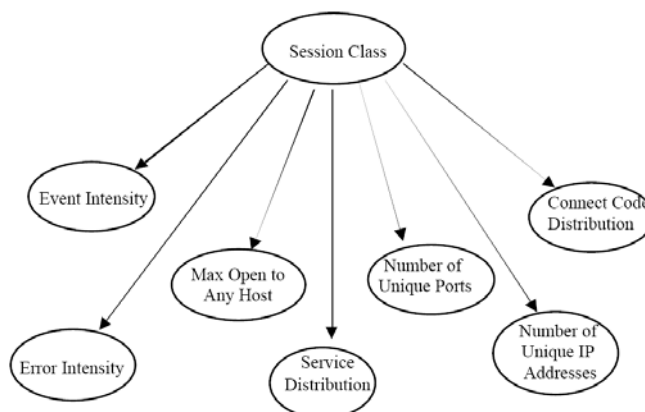 Session Class
Event Intensity
Connect Code
Distribution
Max Open to
Any Host
Number of
Unique Ports
Error Intensity
Service
Distribution
Number of
Unique IP
Addresses